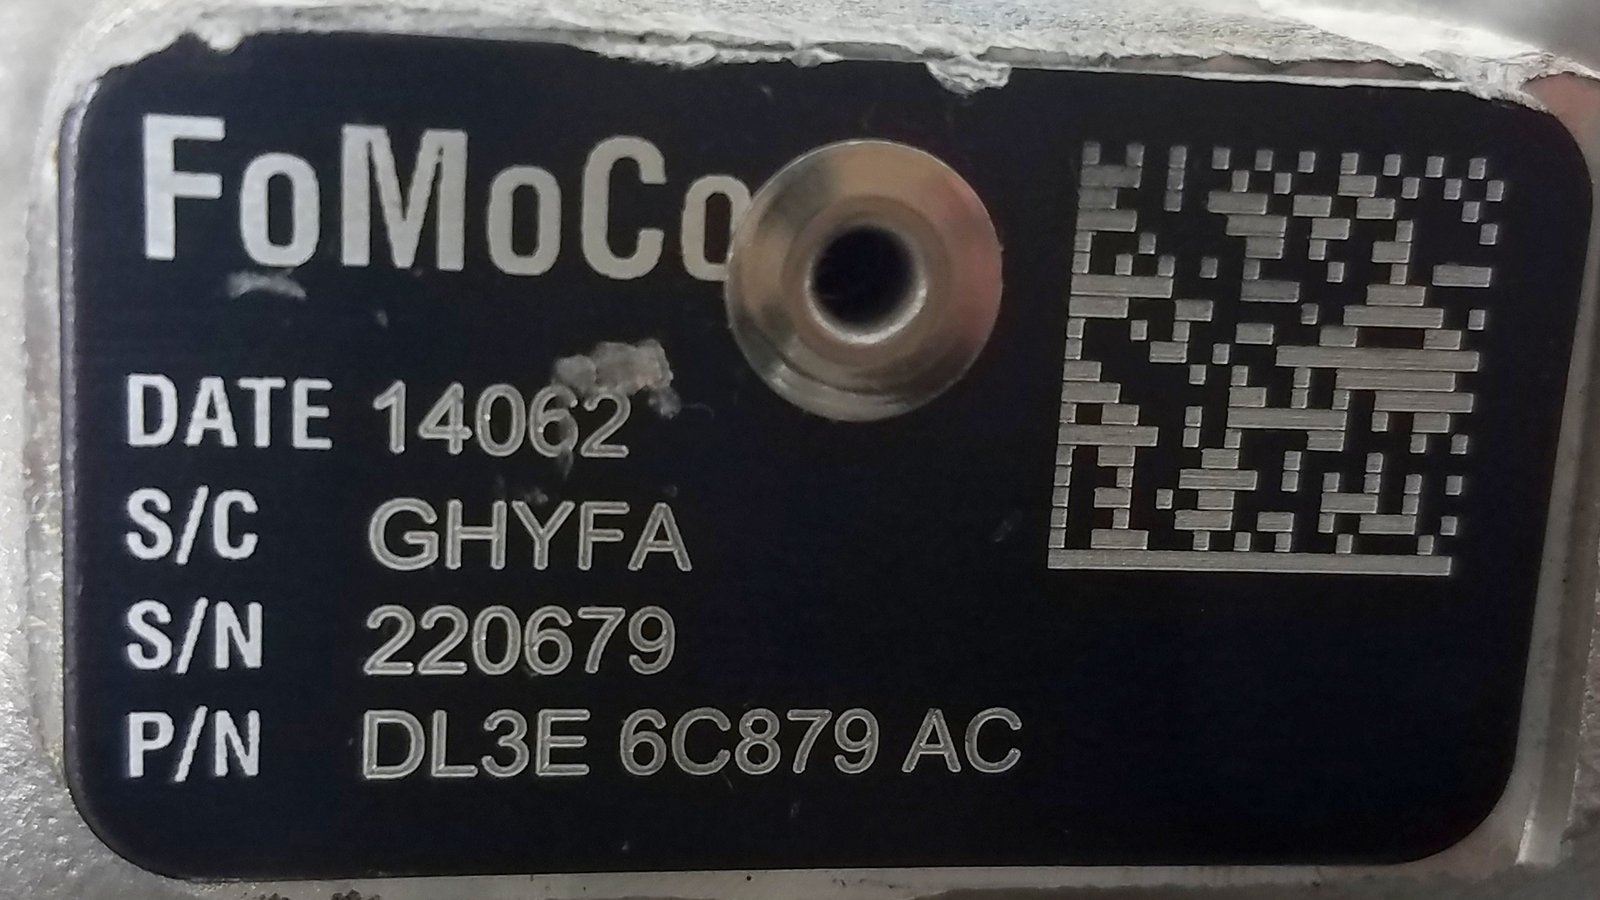 FoMoCo
DATE 14062
S/C GHYFA
S/N 220679
P/N DL3E 6C879 AC